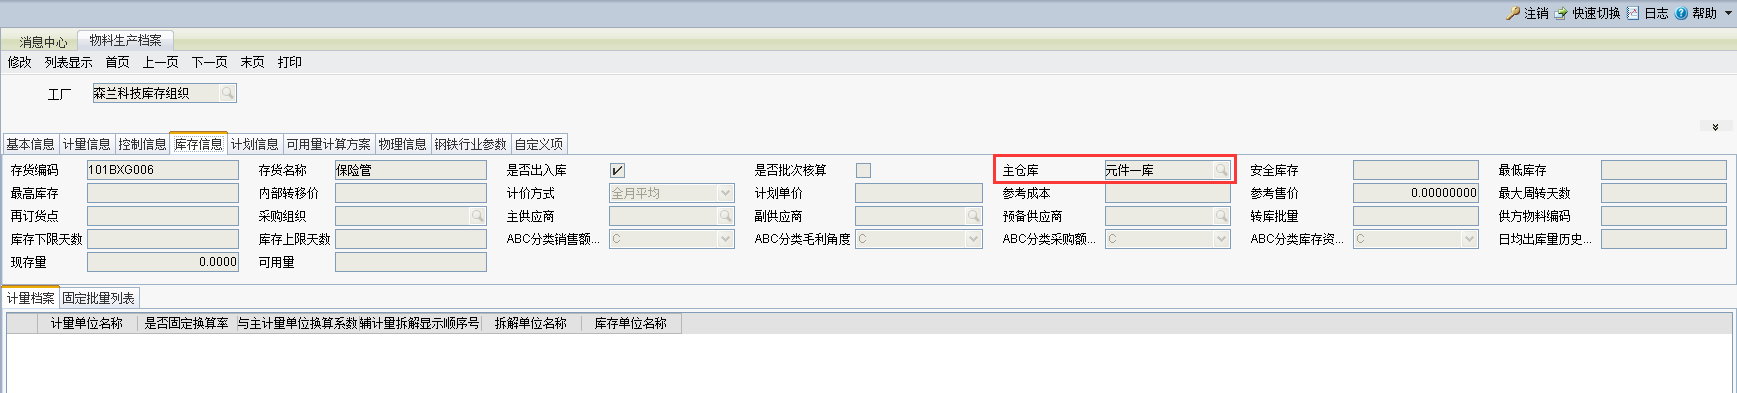 注销 快速切换 日志 帮助
消息中心 物料生产档案
修改 列表显示 首页 上一页 下一页 末页 打印
工厂 森兰科技库存组织
基本信息 计量信息 控制信息 库存信息 计划信息 可用量计算方案 物理信息 钢铁行业参数 自定义项
存货编码 101BXG006 存货名称 保险管 是否出入库 是否批次核算 主仓库 元件一库 安全库存 最低库存
最高库存 内部转移价 计价方式 全月平均 计划单价 参考成本 参考售价 0.00000000 最大周转天数
再订货点 采购组织 主供应商 副供应商 预备供应商 转库批量 供方物料编码
库存下限天数 库存上限天数 ABC分类销售额... C ABC分类毛利角度 C ABC分类采购额... C ABC分类库存资... C 日均出库量历史...
现存量 0.0000 可用量
计量档案 固定批量列表
计量单位名称 是否固定换算率 与主计量单位换算系数 辅计量拆解显示顺序号 拆解单位名称 库存单位名称